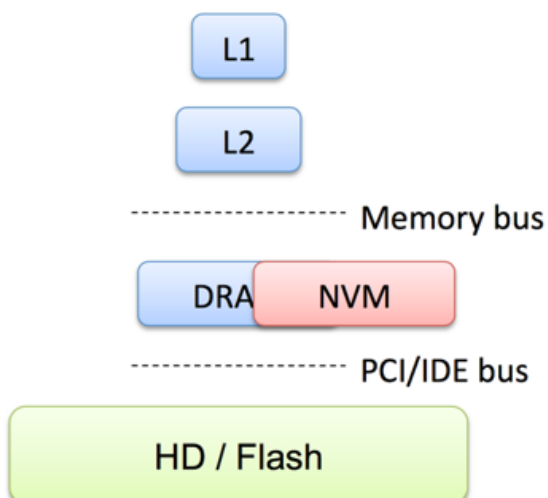 L1
L2
Memory bus
DRA
NVM
PCI/IDE bus
HD / Flash